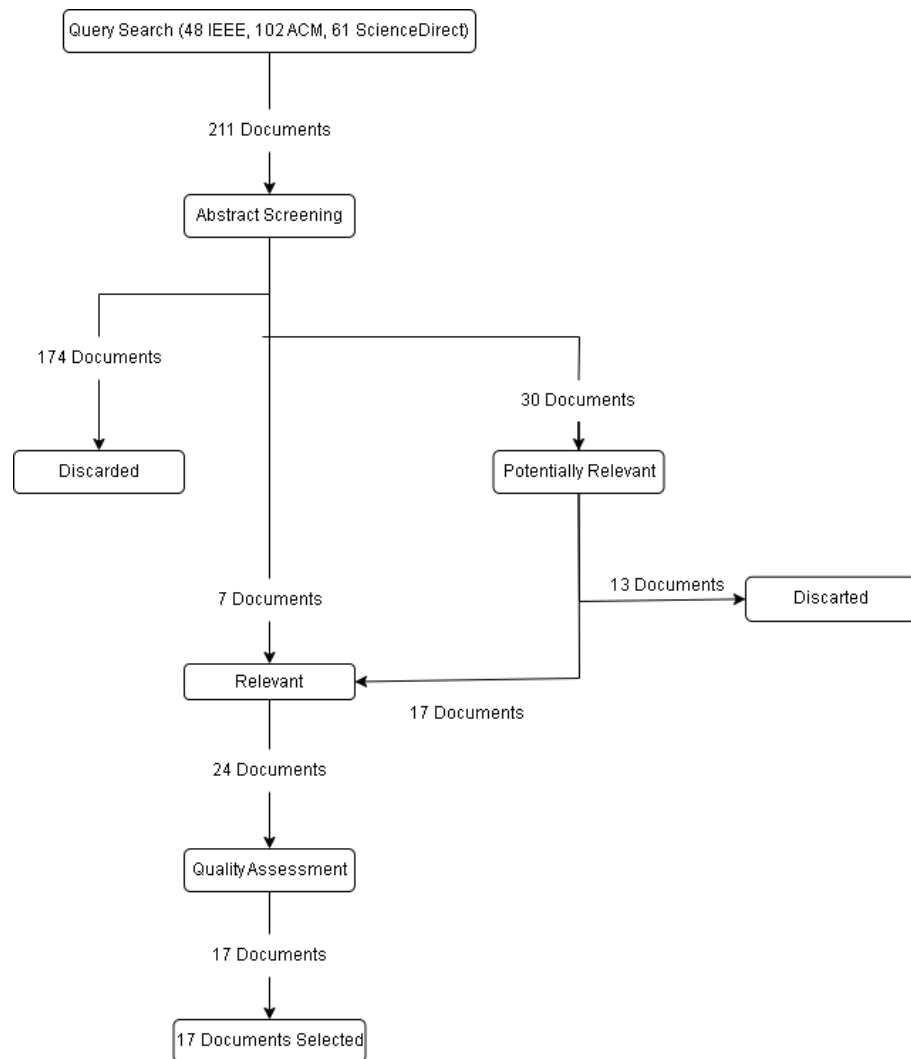 Query Search (48 IEEE, 102 ACM, 61 ScienceDirect)
211 Documents
Abstract Screening
174 Documents
30 Documents
Discarded
Potentially Relevant
13 Documents
Discarted
7 Documents
Relevant
17 Documents
24 Documents
Quality Assessment
17 Documents
17 Documents Selected